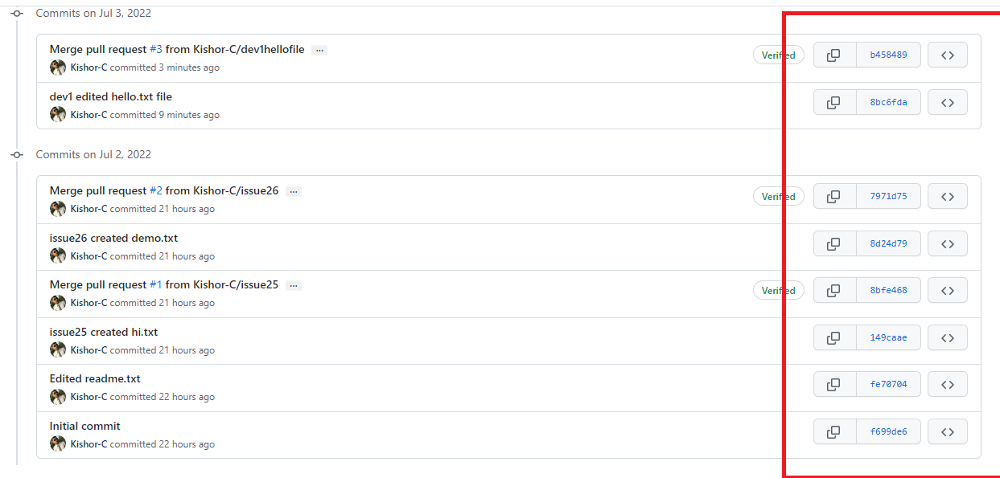 Commits on Jul 3, 2022
Merge pull request #3 from Kishor-C/dev1hellofile ...
Verified b458489
Kishor-C committed 3 minutes ago
dev1 edited hello.txt file
8bc6fda
Kishor-C committed 9 minutes ago
Commits on Jul 2, 2022
Merge pull request #2 from Kishor-C/issue26 ...
Verified 7971d75
Kishor-C committed 21 hours ago
issue26 created demo.txt
8d24d79
Kishor-C committed 21 hours ago
Merge pull request #1 from Kishor-C/issue25 ...
Verified 8bfe468
Kishor-C committed 21 hours ago
issue25 created hi.txt
149caae
Kishor-C committed 21 hours ago
Edited readme.txt
fe70704
Kishor-C committed 22 hours ago
Initial commit
f699de6
Kishor-C committed 22 hours ago